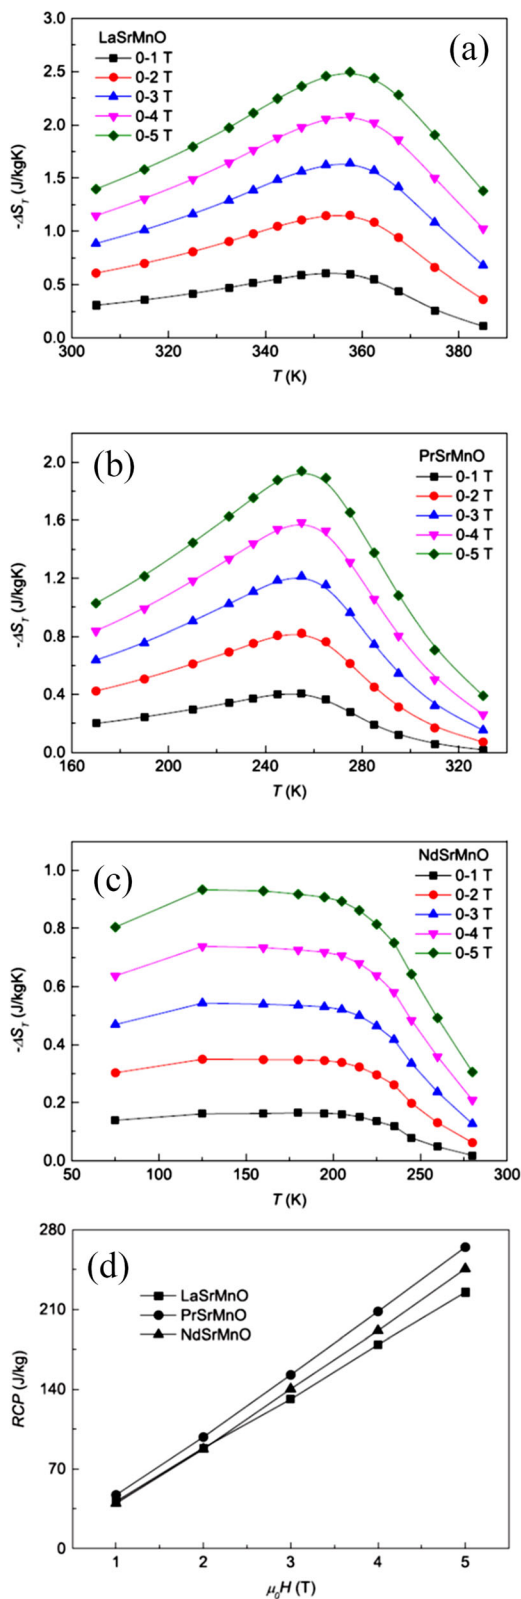 LaSrMnO
(a)
0-1 T
0-2 T
0-3 T
0-4 T
0-5 T
3.0
2.5
2.0
1.5
1.0
0.5
0.0
-ΔS_T (J/kgK)
300 320 340 360 380
T (K)
(b)
PrSrMnO
0-1 T
0-2 T
0-3 T
0-4 T
0-5 T
2.0
1.6
1.2
0.8
0.4
0.0
-ΔS_T (J/kgK)
160 200 240 280 320
T (K)
(c)
NdSrMnO
0-1 T
0-2 T
0-3 T
0-4 T
0-5 T
1.0
0.8
0.6
0.4
0.2
0.0
-ΔS_T (J/kgK)
50 100 150 200 250 300
T (K)
(d)
LaSrMnO
PrSrMnO
NdSrMnO
280
210
140
70
0
RCP (J/kg)
1 2 3 4 5
μ₀H (T)